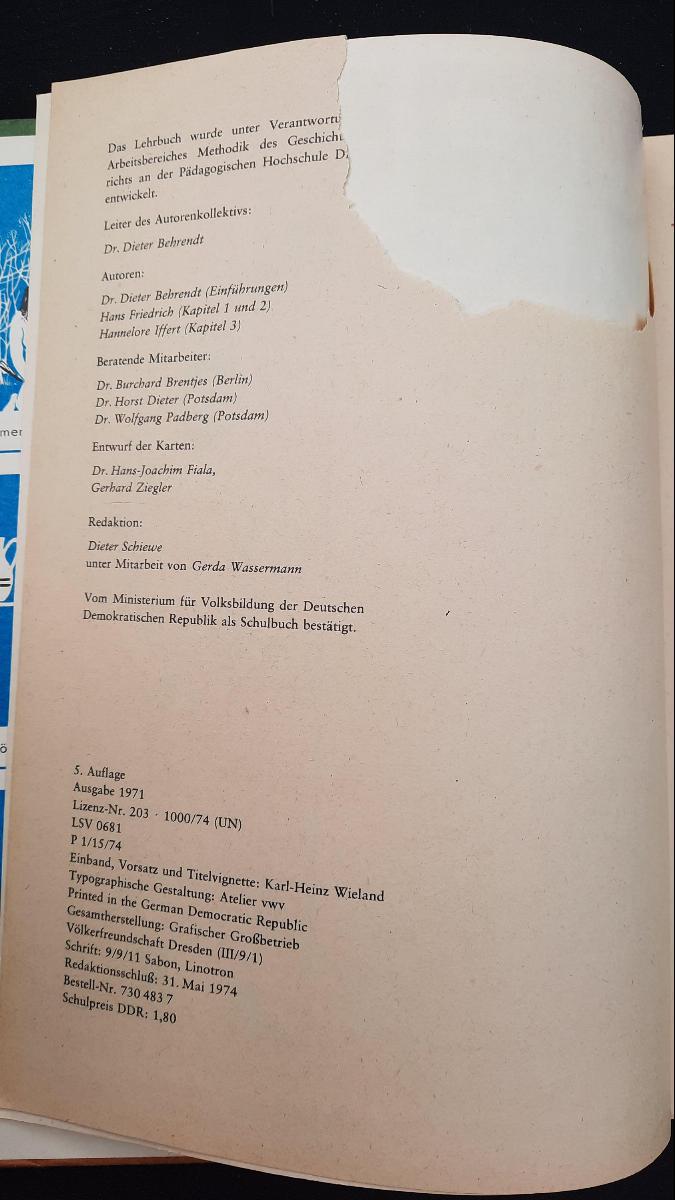 Das Lehrbuch wurde unter
Arbeitsbereiches Methodik des
richts an der Pädagogischen Hochschule
entwickelt.
Leiter des Autorenkollektivs:
Dr. Dieter Behrendt
Autoren:
Dr. Dieter Behrendt (Einführungen)
Hans Friedrich (Kapitel 1 und 2)
Hannelore Iffert (Kapitel 3)
Beratende Mitarbeiter:
Dr. Burchard Brentjes (Berlin)
Dr. Horst Dieter (Potsdam)
Dr. Wolfgang Padberg (Potsdam)
Entwurf der Karten:
Dr. Hans-Joachim Fiala,
Gerhard Ziegler
Redaktion:
Dieter Schiewe
unter Mitarbeit von Gerda Wassermann
Vom Ministerium für Volksbildung der Deutschen
Demokratischen Republik als Schulbuch bestätigt.
5. Auflage
Ausgabe 1971
Lizenz-Nr. 203 · 1000/74 (UN)
LSV 0681
P 1/15/74
Einband, Vorsatz und Titelvignette: Karl-Heinz Wieland
Typographische Gestaltung: Atelier vwv
Printed in the German Democratic Republic
Gesamtherstellung: Grafischer Großbetrieb
Völkerfreundschaft Dresden (III/9/1)
Schrift: 9/9/11 Sabon, Linotron
Redaktionsschluß: 31. Mai 1974
Bestell-Nr. 730 483 7
Schulpreis DDR: 1,80